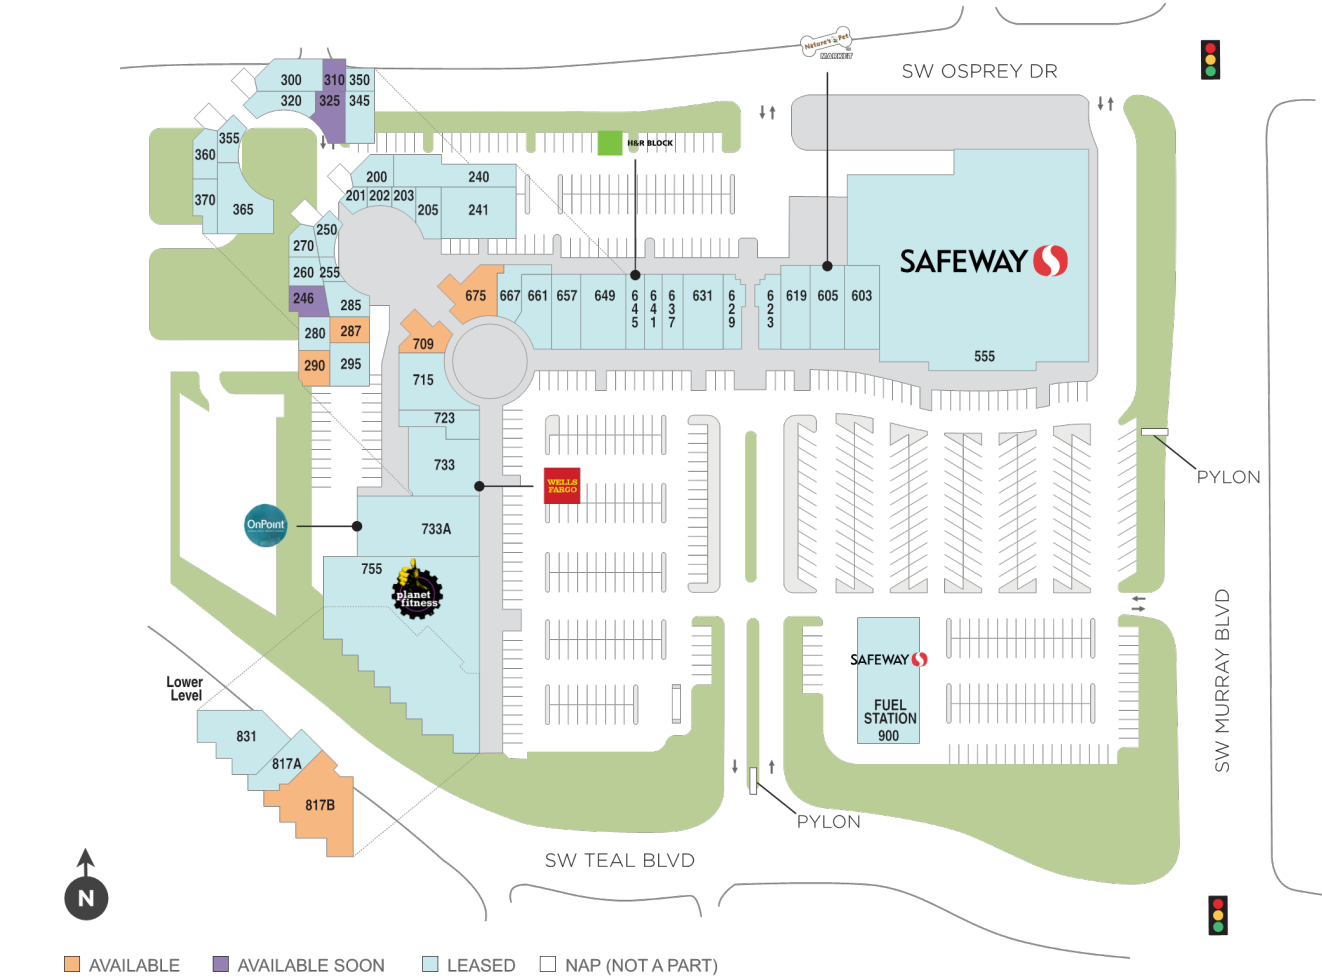 Nature's Pet
MARKET
SW OSPREY DR
300
310
350
320
325
345
355
360
370
365
H&R BLOCK
200
240
201
202
203
205
241
250
270
260
255
246
285
280
287
290
295
675
667
661
657
649
645
641
637
631
629
623
619
605
603
SAFEWAY
555
709
715
723
733
WELLS
FARGO
OnPoint
733A
755
planet
fitness
PYLON
SW MURRAY BLVD
SAFEWAY
FUEL
STATION
900
Lower
Level
831
817A
817B
PYLON
SW TEAL BLVD
N
AVAILABLE
AVAILABLE SOON
LEASED
NAP (NOT A PART)